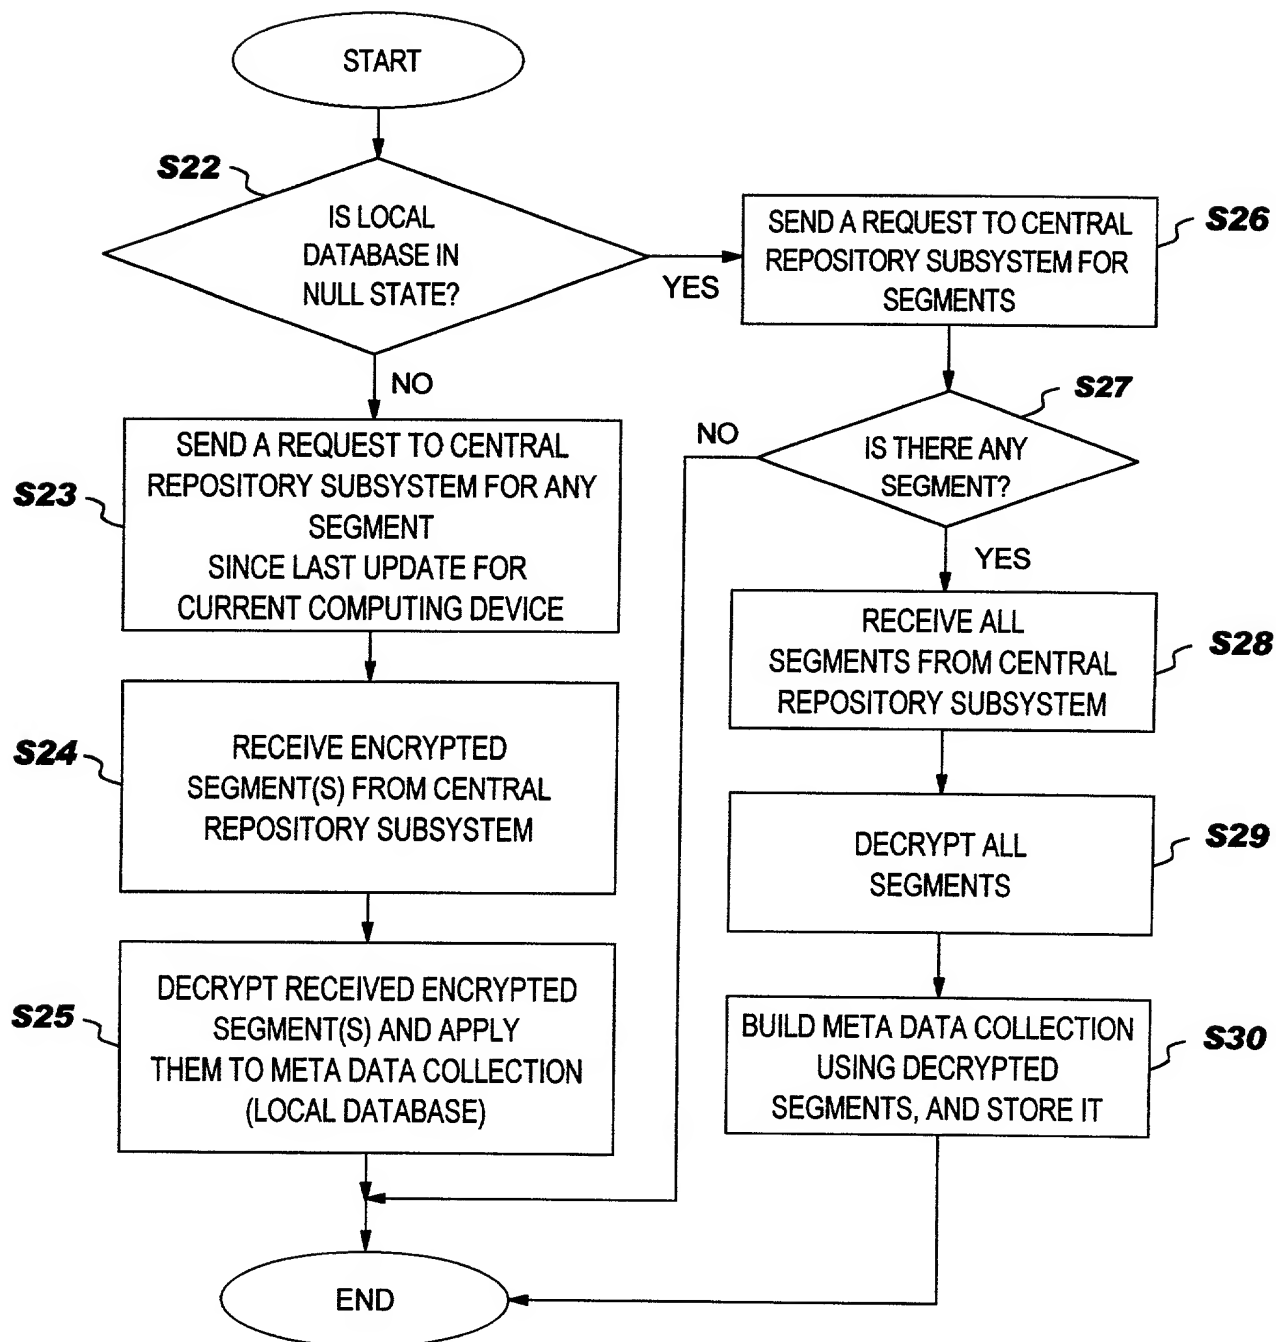 START
S22
IS LOCAL
DATABASE IN
NULL STATE?
YES
NO
SEND A REQUEST TO CENTRAL
REPOSITORY SUBSYSTEM FOR
SEGMENTS
S26
S27
IS THERE ANY
SEGMENT?
NO
YES
S23
SEND A REQUEST TO CENTRAL
REPOSITORY SUBSYSTEM FOR ANY
SEGMENT
SINCE LAST UPDATE FOR
CURRENT COMPUTING DEVICE
RECEIVE ALL
SEGMENTS FROM CENTRAL
REPOSITORY SUBSYSTEM
S28
S24
RECEIVE ENCRYPTED
SEGMENT(S) FROM CENTRAL
REPOSITORY SUBSYSTEM
DECRYPT ALL
SEGMENTS
S29
S25
DECRYPT RECEIVED ENCRYPTED
SEGMENT(S) AND APPLY
THEM TO META DATA COLLECTION
(LOCAL DATABASE)
BUILD META DATA COLLECTION
USING DECRYPTED
SEGMENTS, AND STORE IT
S30
END